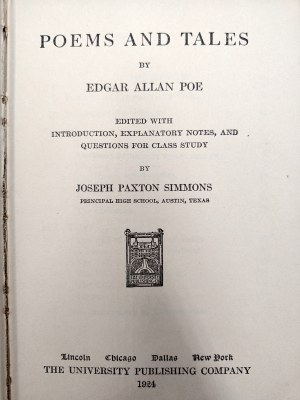 POEMS AND TALES
BY
EDGAR ALLAN POE
EDITED WITH
INTRODUCTION, EXPLANATORY NOTES, AND
QUESTIONS FOR CLASS STUDY
BY
JOSEPH PAXTON SIMMONS
PRINCIPAL HIGH SCHOOL, AUSTIN, TEXAS
Lincoln Chicago Dallas New York
THE UNIVERSITY PUBLISHING COMPANY
1924